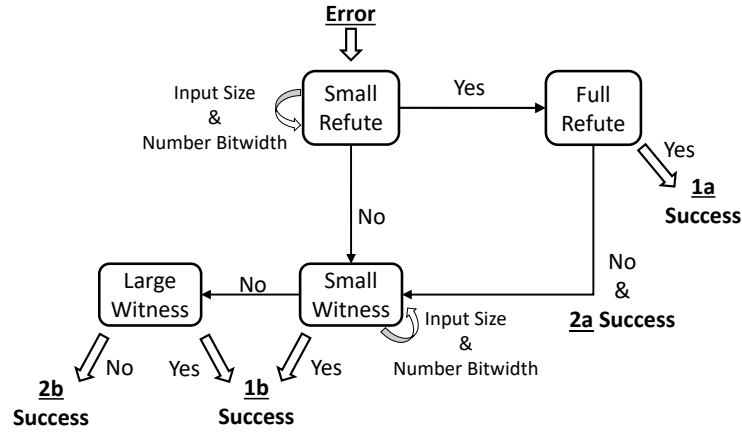 Error
Input Size
&
Number Bitwidth
Small
Refute
Yes
Full
Refute
Yes
1a
Success
No
No
&
2a Success
Large
Witness
No
Small
Witness
Input Size
&
Number Bitwidth
No
Yes
Yes
2b
Success
1b
Success